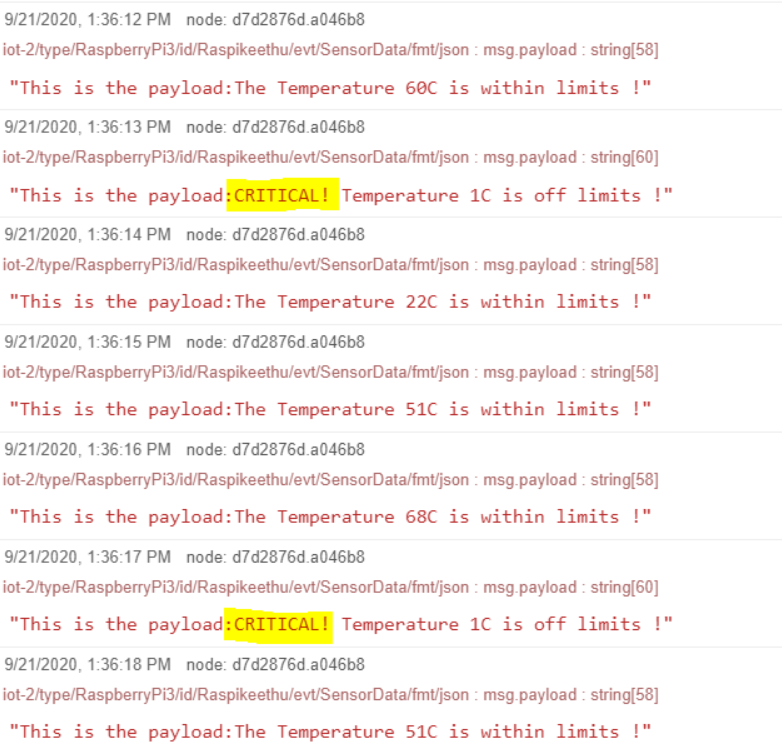 9/21/2020, 1:36:12 PM node: d7d2876d.a046b8
iot-2/type/RaspberryPi3/id/Raspikeethu/evt/SensorData/fmt/json : msg.payload : string[58]
"This is the payload:The Temperature 60C is within limits !"
9/21/2020, 1:36:13 PM node: d7d2876d.a046b8
iot-2/type/RaspberryPi3/id/Raspikeethu/evt/SensorData/fmt/json : msg.payload : string[60]
"This is the payload:CRITICAL! Temperature 1C is off limits !"
9/21/2020, 1:36:14 PM node: d7d2876d.a046b8
iot-2/type/RaspberryPi3/id/Raspikeethu/evt/SensorData/fmt/json : msg.payload : string[58]
"This is the payload:The Temperature 22C is within limits !"
9/21/2020, 1:36:15 PM node: d7d2876d.a046b8
iot-2/type/RaspberryPi3/id/Raspikeethu/evt/SensorData/fmt/json : msg.payload : string[58]
"This is the payload:The Temperature 51C is within limits !"
9/21/2020, 1:36:16 PM node: d7d2876d.a046b8
iot-2/type/RaspberryPi3/id/Raspikeethu/evt/SensorData/fmt/json : msg.payload : string[58]
"This is the payload:The Temperature 68C is within limits !"
9/21/2020, 1:36:17 PM node: d7d2876d.a046b8
iot-2/type/RaspberryPi3/id/Raspikeethu/evt/SensorData/fmt/json : msg.payload : string[60]
"This is the payload:CRITICAL! Temperature 1C is off limits !"
9/21/2020, 1:36:18 PM node: d7d2876d.a046b8
iot-2/type/RaspberryPi3/id/Raspikeethu/evt/SensorData/fmt/json : msg.payload : string[58]
"This is the payload:The Temperature 51C is within limits !"